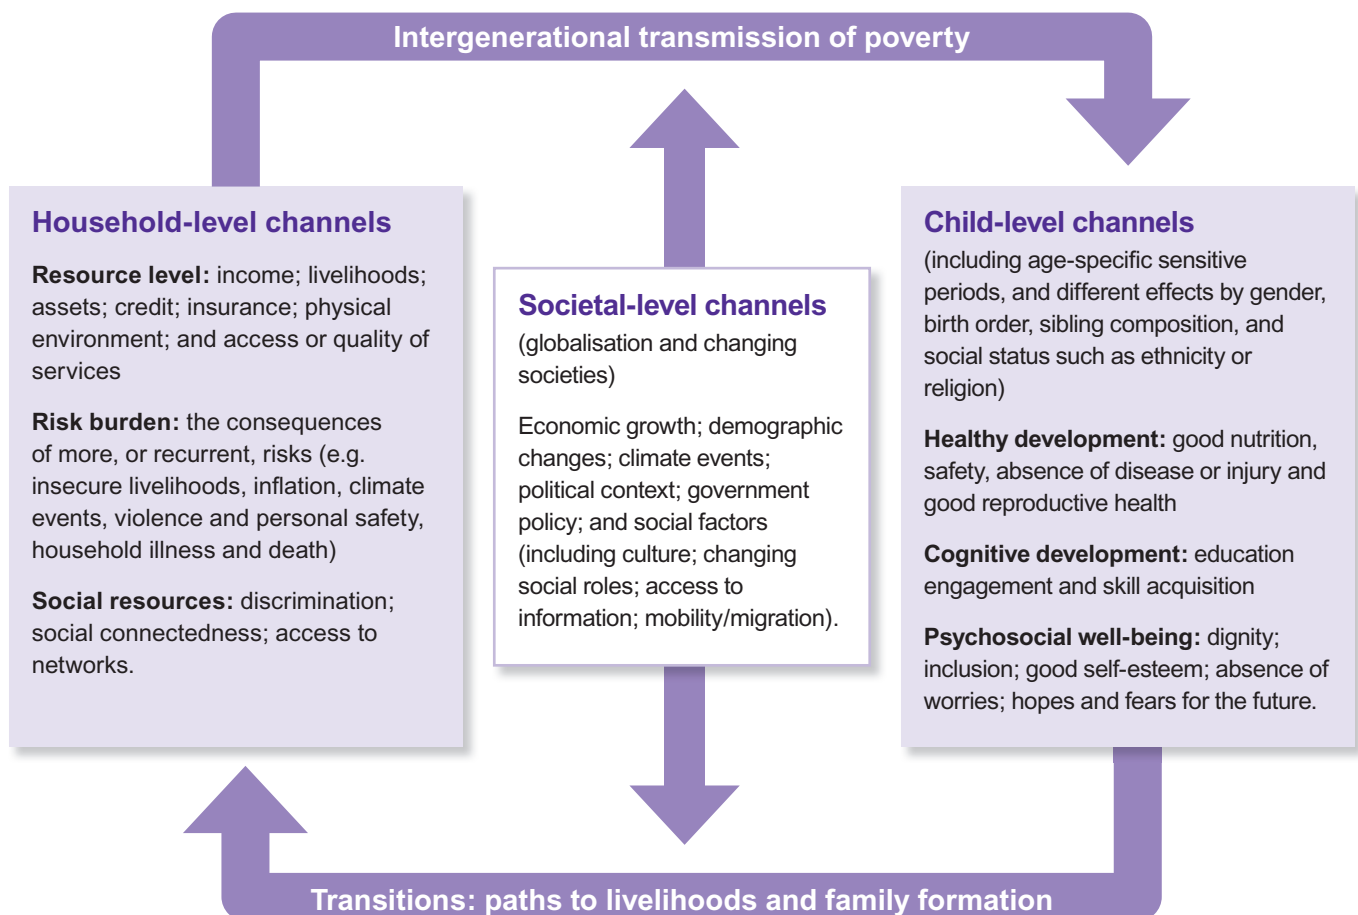 Intergenerational transmission of poverty
Household-level channels
Resource level: income; livelihoods;
assets; credit; insurance; physical
environment; and access or quality of
services
Risk burden: the consequences
of more, or recurrent, risks (e.g.
insecure livelihoods, inflation, climate
events, violence and personal safety,
household illness and death)
Social resources: discrimination;
social connectedness; access to
networks.
Societal-level channels
(globalisation and changing
societies)
Economic growth; demographic
changes; climate events;
political context; government
policy; and social factors
(including culture; changing
social roles; access to
information; mobility/migration).
Child-level channels
(including age-specific sensitive
periods, and different effects by gender,
birth order, sibling composition, and
social status such as ethnicity or
religion)
Healthy development: good nutrition,
safety, absence of disease or injury and
good reproductive health
Cognitive development: education
engagement and skill acquisition
Psychosocial well-being: dignity;
inclusion; good self-esteem; absence of
worries; hopes and fears for the future.
Transitions: paths to livelihoods and family formation